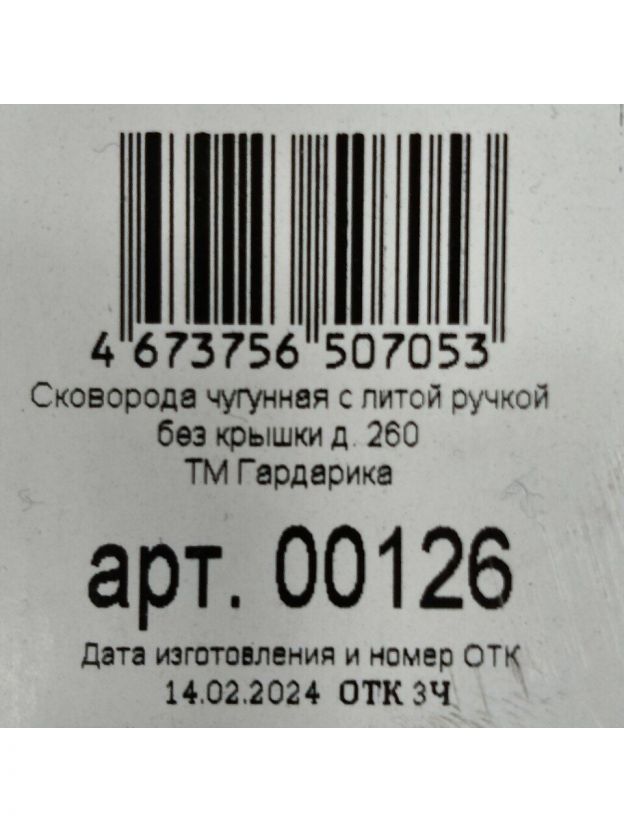 4 673756 507053
Сковорода чугунная с литой ручкой
без крышки д. 260
ТМ Гардарика
арт. 00126
Дата изготовления и номер ОТК
14.02.2024 ОТК 3Ч